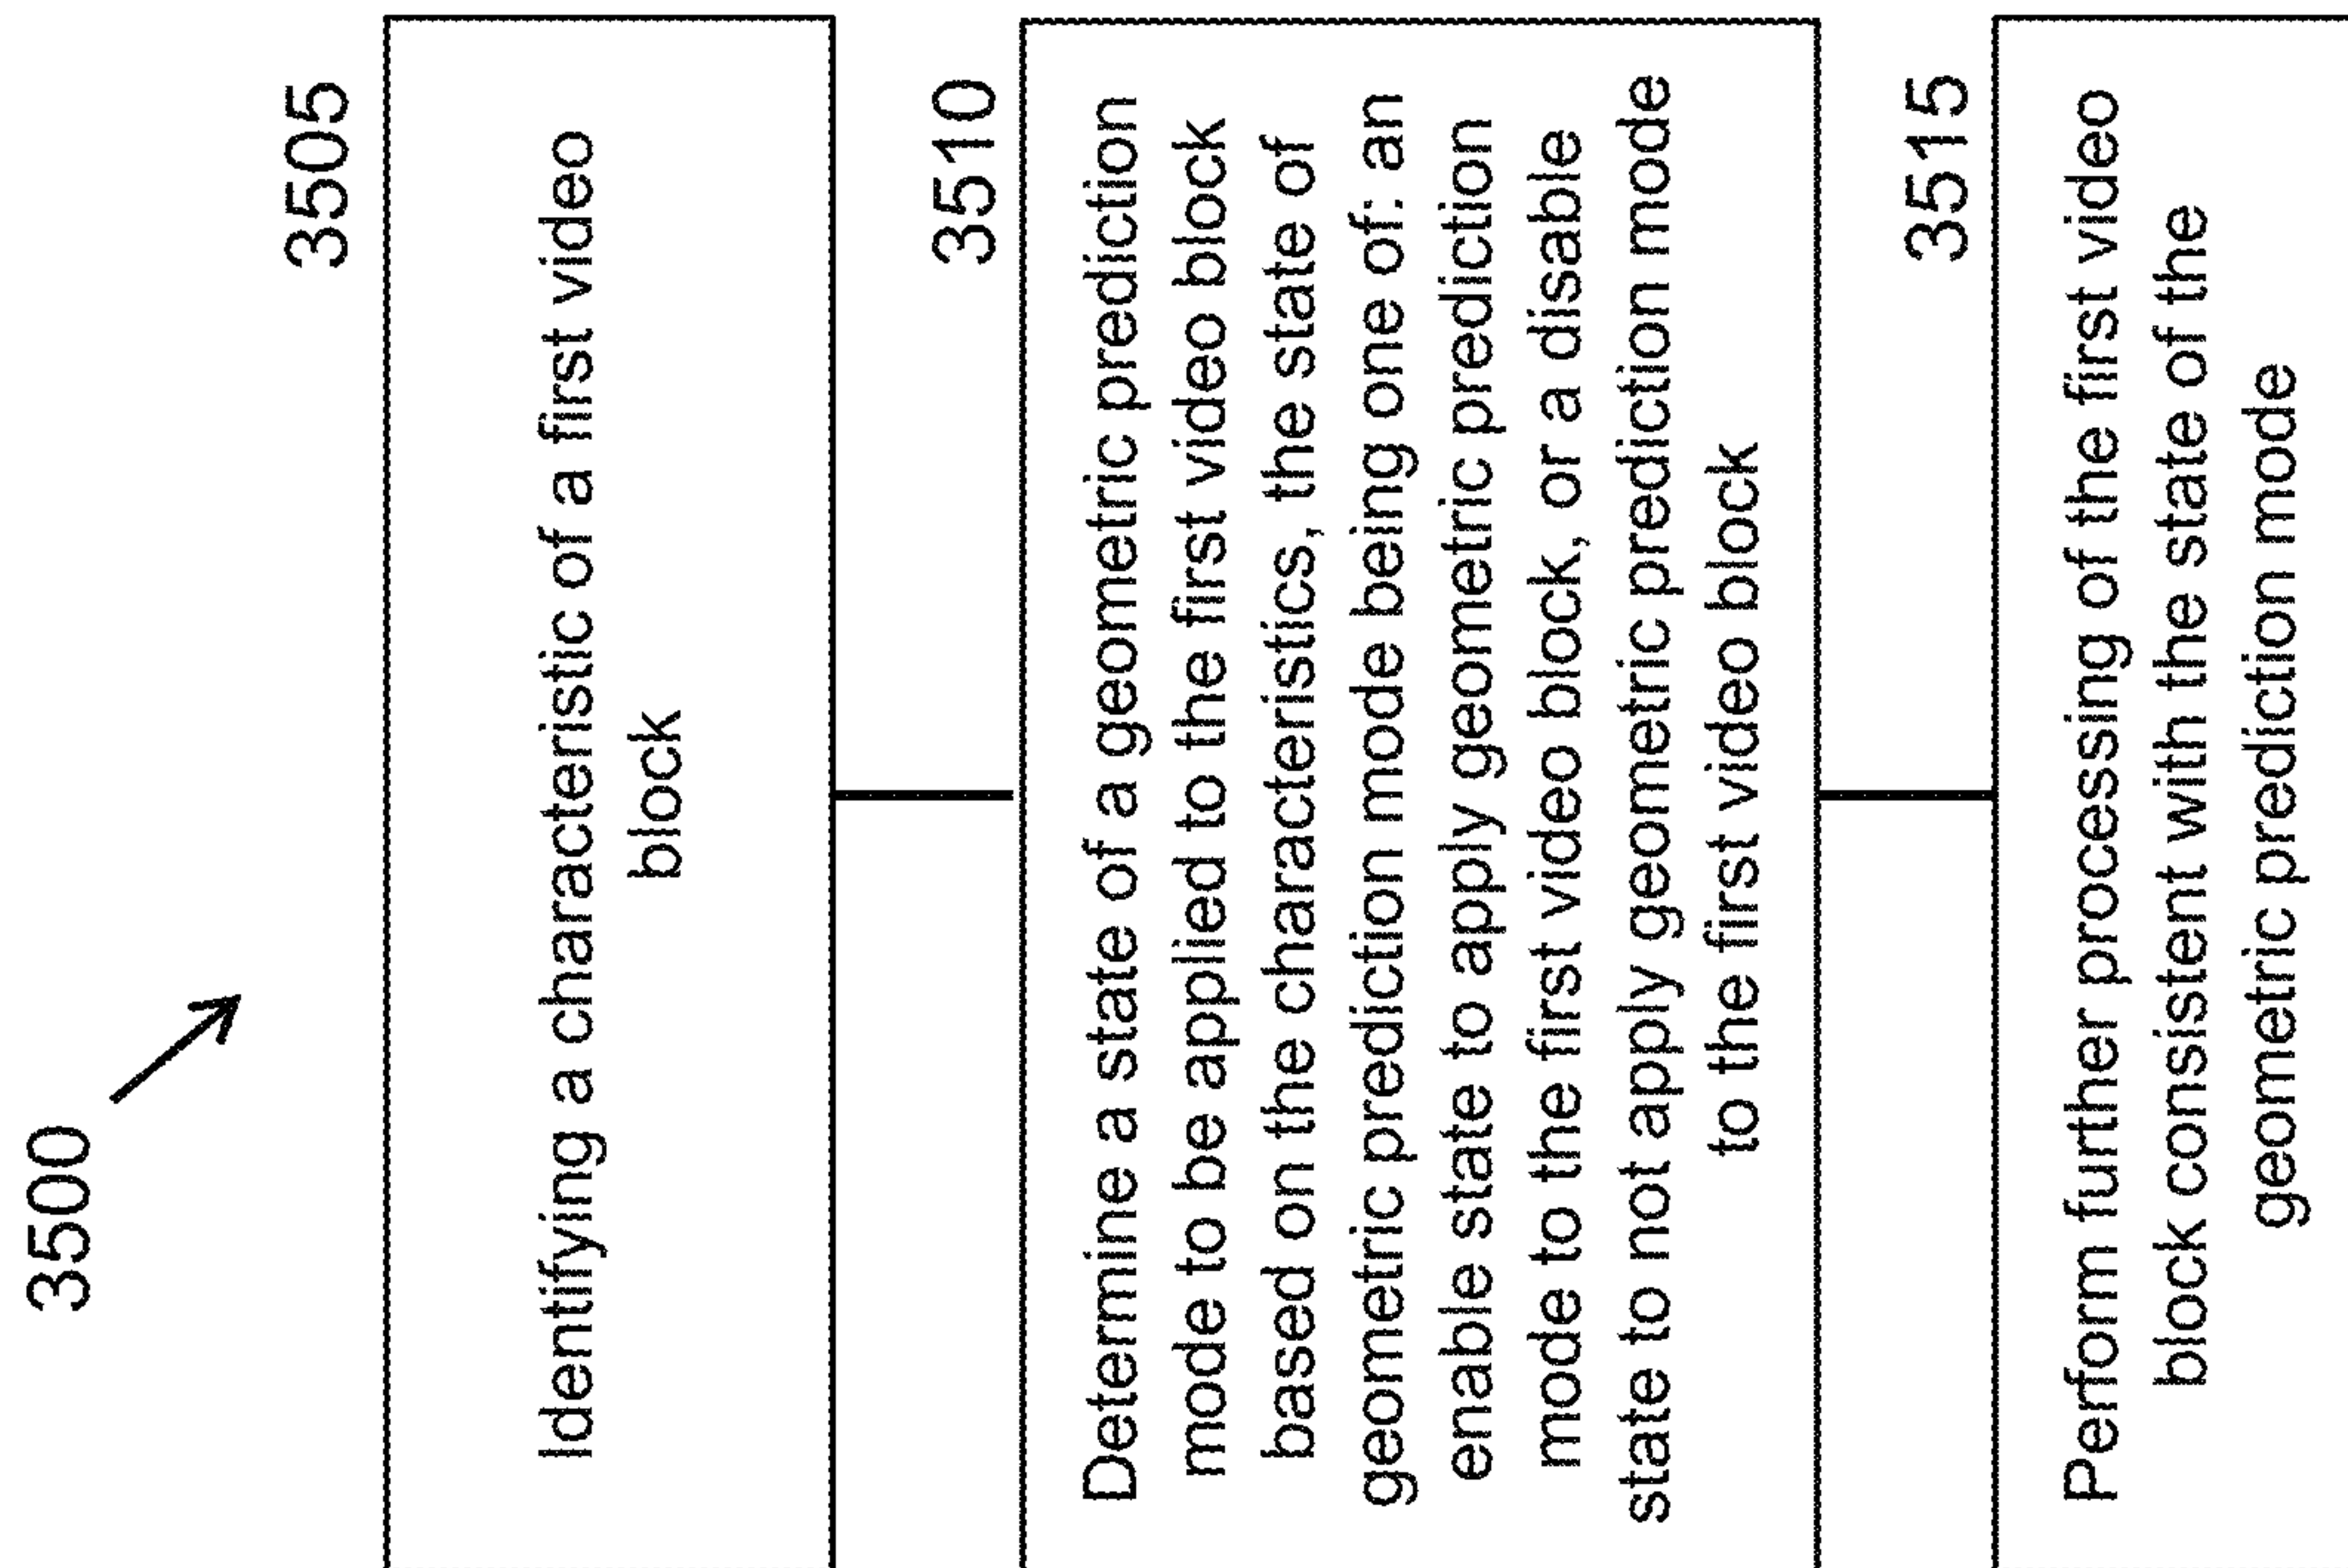 3500
3505
Identifying a characteristic of a first video
block
3510
Determine a state of a geometric prediction
mode to be applied to the first video block
based on the characteristics, the state of
geometric prediction mode being one of: an
enable state to apply geometric prediction
mode to the first video block, or a disable
state to not apply geometric prediction mode
to the first video block
3515
Perform further processing of the first video
block consistent with the state of the
geometric prediction mode